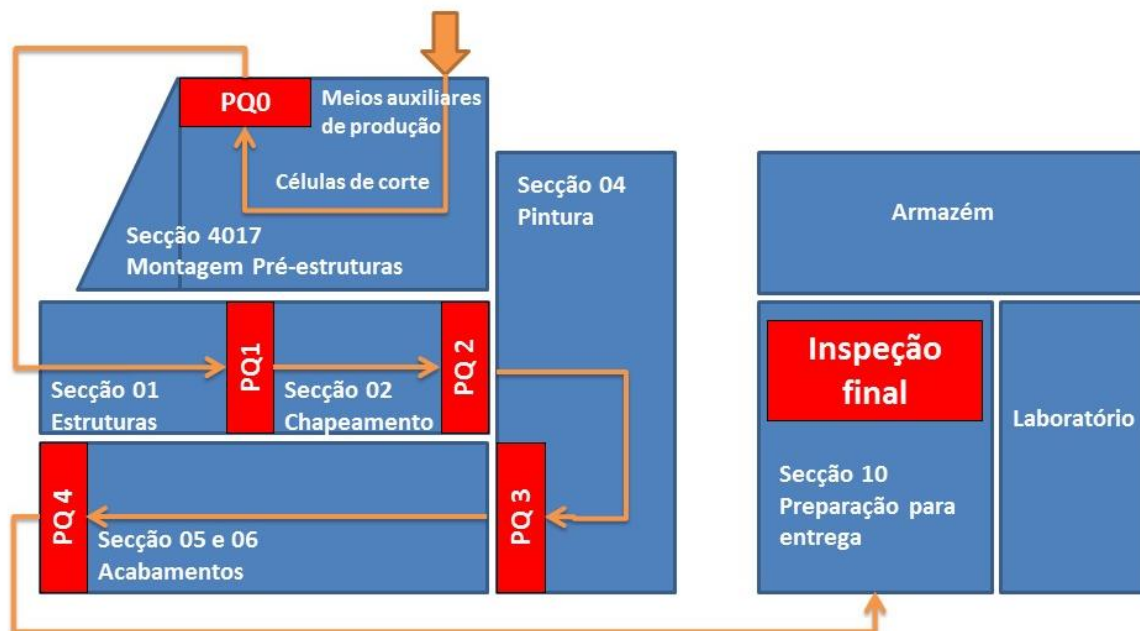 PQ0
Meios auxiliares
de produção
Células de corte
Secção 4017
Montagem Pré-estruturas
Secção 04
Pintura
Armazém
PQ1
PQ 2
Secção 01
Estruturas
Secção 02
Chapeamento
Inspeção
final
Laboratório
PQ 4
PQ 3
Secção 05 e 06
Acabamentos
Secção 10
Preparação para
entrega